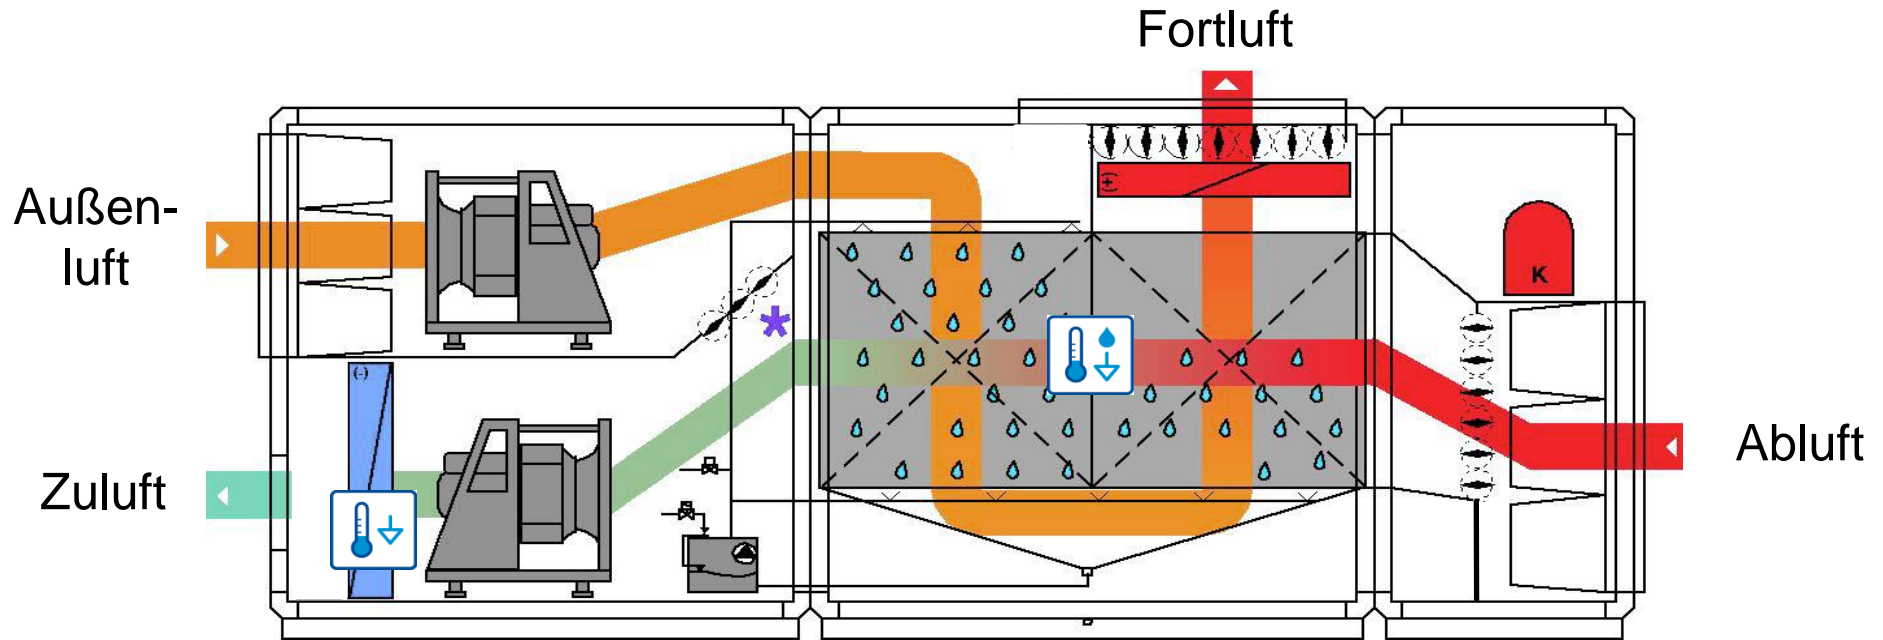 Fortluft
Außen-
luft
(+)
K
(-)
*
Abluft
Zuluft